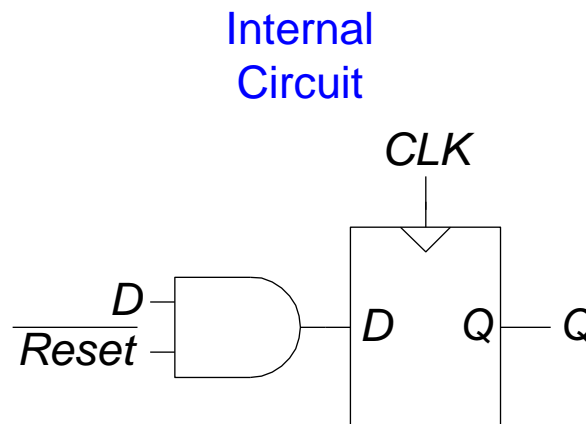 Internal
Circuit
CLK
D
Reset
D
Q
Q